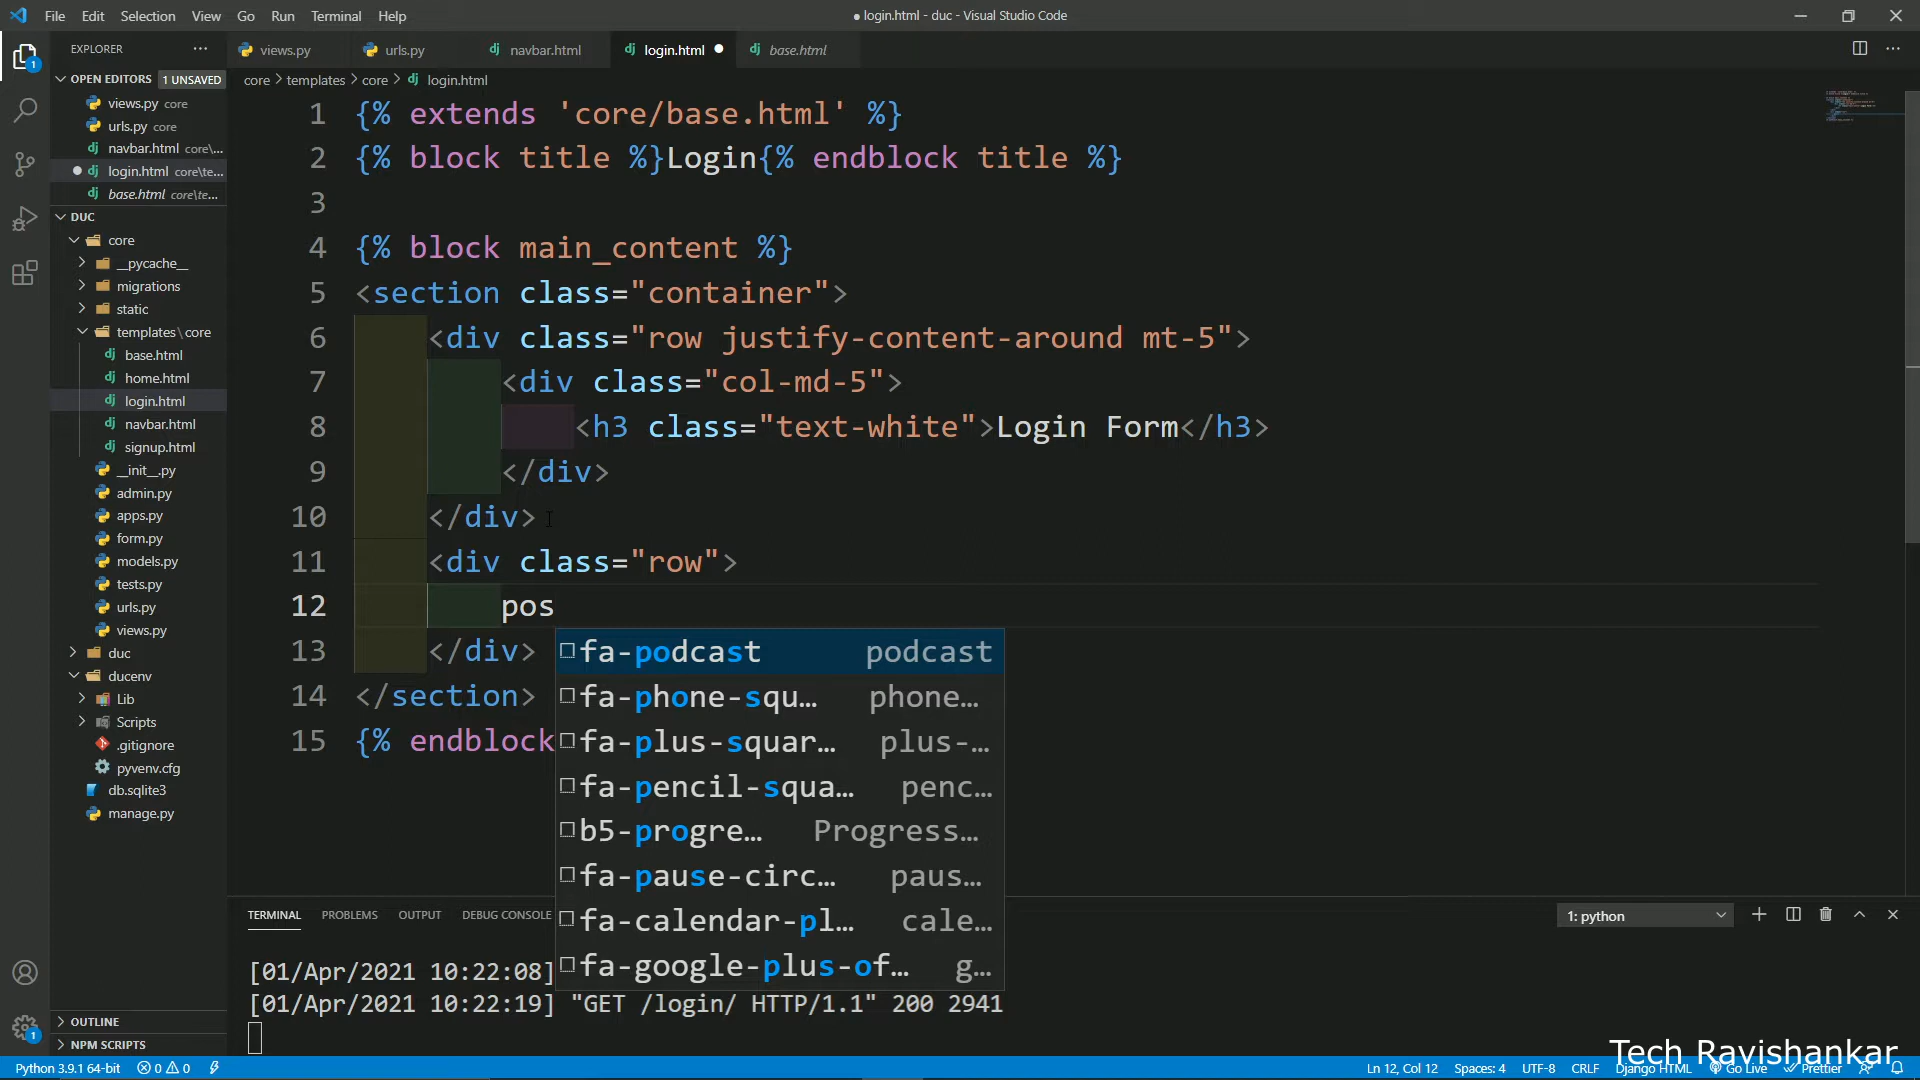 File Edit Selection View Go Run Terminal Help
● login.html - duc - Visual Studio Code
EXPLORER ...
views.py urls.py navbar.html login.html ● base.html
OPEN EDITORS 1 UNSAVED
core > templates > core > login.html
views.py core
urls.py core
navbar.html core\...
login.html core\te...
base.html core\te...
DUC
core
__pycache__
migrations
static
templates\core
base.html
home.html
login.html
navbar.html
signup.html
__init__.py
admin.py
apps.py
form.py
models.py
tests.py
urls.py
views.py
duc
ducenv
Lib
Scripts
.gitignore
pyvenv.cfg
db.sqlite3
manage.py
OUTLINE
NPM SCRIPTS
1 {% extends 'core/base.html' %}
2 {% block title %}Login{% endblock title %}
3
4 {% block main_content %}
5 <section class="container">
6 <div class="row justify-content-around mt-5">
7 <div class="col-md-5">
8 <h3 class="text-white">Login Form</h3>
9 </div>
10 </div>
11 <div class="row">
12 pos
13 </div>
14 </section>
15 {% endblock
fa-podcast podcast
fa-phone-squ… phone…
fa-plus-squar… plus-…
fa-pencil-squa… penc…
b5-progre… Progress…
fa-pause-circ… paus…
fa-calendar-pl… cale…
fa-google-plus-of… g…
TERMINAL PROBLEMS OUTPUT DEBUG CONSOLE
1: python
[01/Apr/2021 10:22:08]
[01/Apr/2021 10:22:19] "GET /login/ HTTP/1.1" 200 2941
Tech Ravishankar
Python 3.9.1 64-bit 0 0 Ln 12, Col 12 Spaces: 4 UTF-8 CRLF Django HTML Go Live Prettier